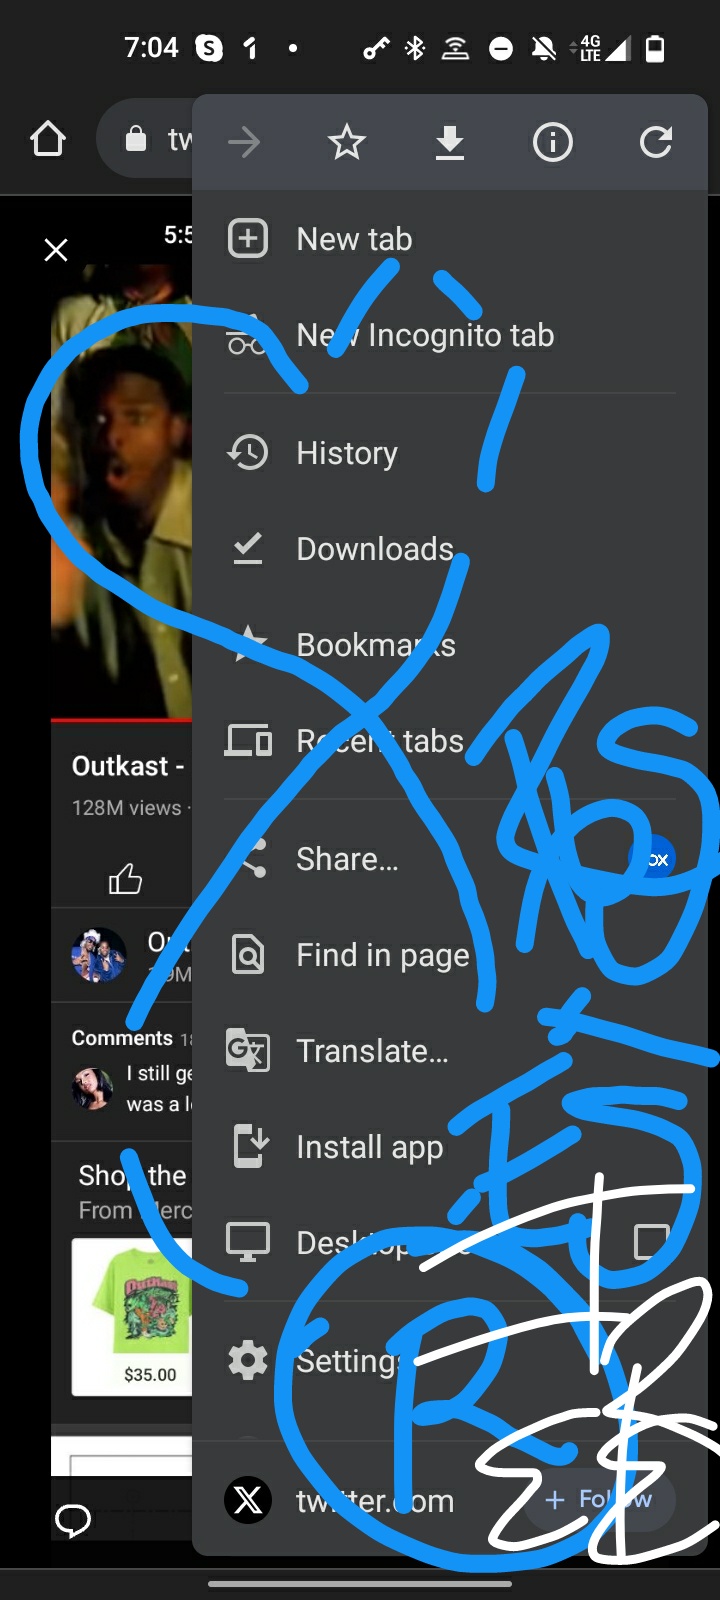 7:04
4G
LTE
tw
5:5
New tab
New Incognito tab
History
Downloads
Bookmarks
Recent tabs
Outkast -
128M views ·
Share...
Find in page
Comments
Translate...
I still ge
was a l
Install app
Shop the
From Merc
$35.00
Settings
R
twitter.com
+ Follow